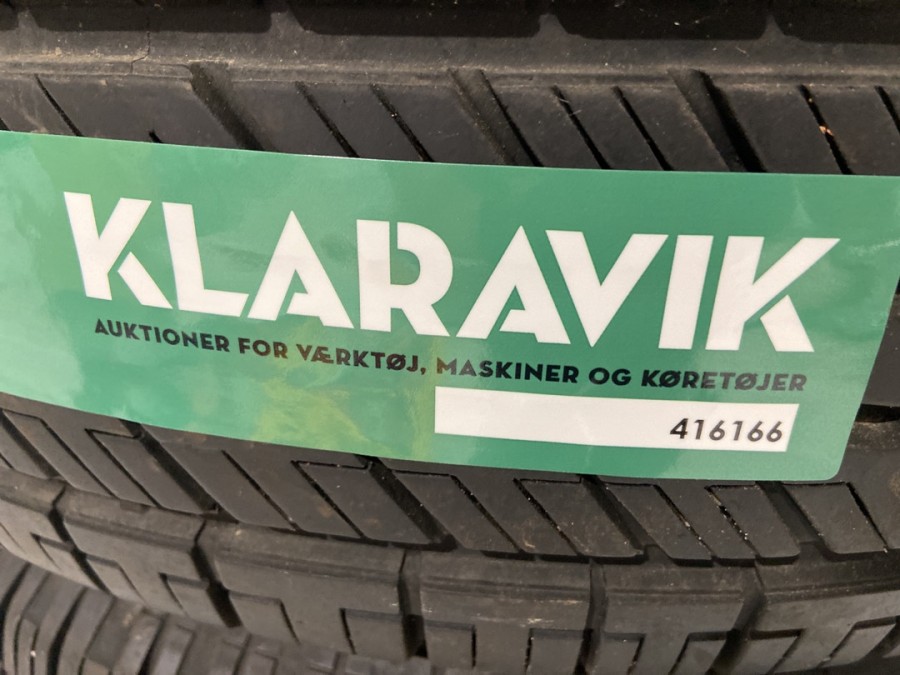 KLARAVIK
AUKTIONER FOR VÆRKTØJ, MASKINER OG KØRETØJER
416166